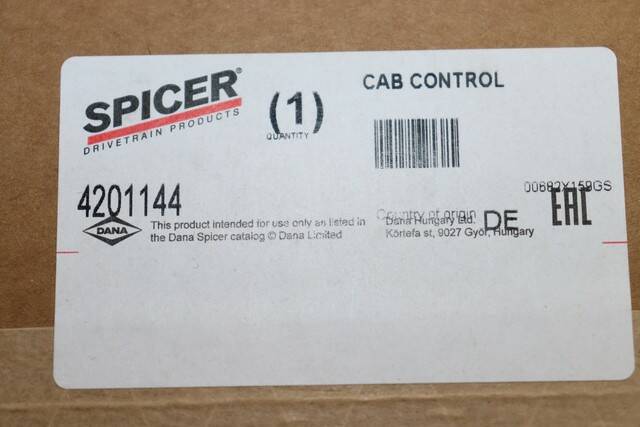 SPICER®
DRIVETRAIN PRODUCTS
(1)
QUANTITY
CAB CONTROL
4201144
DANA
This product intended for use only as listed in
the Dana Spicer catalog © Dana Limited
Country of origin DE
Dana Hungary Ltd.
Körtefa st, 9027 Győr, Hungary
EAC